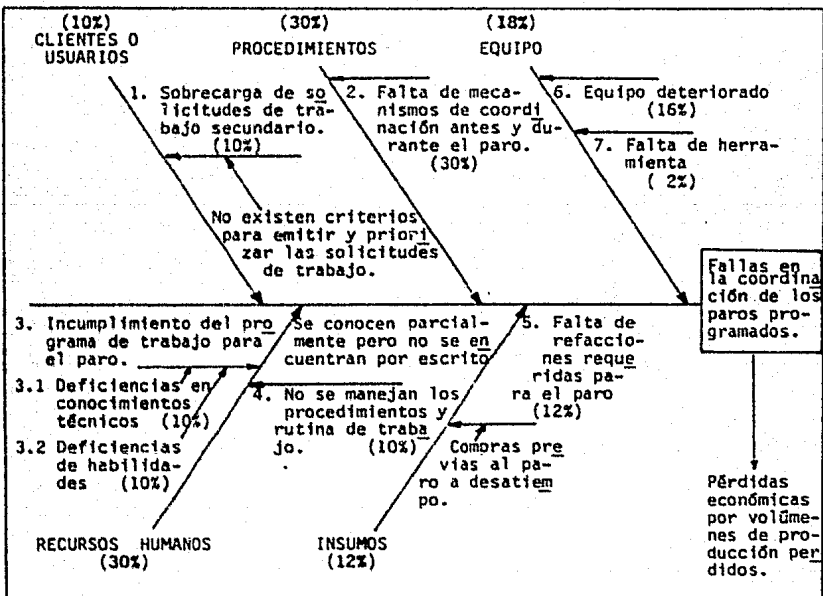 (10%)
CLIENTES O
USUARIOS
(30%)
PROCEDIMIENTOS
(18%)
EQUIPO
1. Sobrecarga de so
licitudes de tra-
bajo secundario.
(10%)
No existen criterios
para emitir y priori
zar las solicitudes
de trabajo.
2. Falta de meca-
nismos de coordi
nación antes y du-
rante el paro.
(30%)
6. Equipo deteriorado
(16%)
7. Falta de herra-
mienta
( 2%)
Fallas en
la coordina
ción de los
paros pro-
gramados.
3. Incumplimiento del pro
grama de trabajo para
el paro.
3.1 Deficiencias en
conocimientos
técnicos (10%)
3.2 Deficiencias
de habilida-
des (10%)
Se conocen parcial-
mente pero no se en
cuentran por escrito
4. No se manejan los
procedimientos y
rutina de traba
jo. (10%)
5. Falta de
refaccio-
nes reque
ridas pa-
ra el paro
(12%)
Compras pre
vias al pa-
ro a desatiem
po.
RECURSOS HUMANOS
(30%)
INSUMOS
(12%)
Pérdidas
económicas
por volúme-
nes de pro-
ducción per
didos.